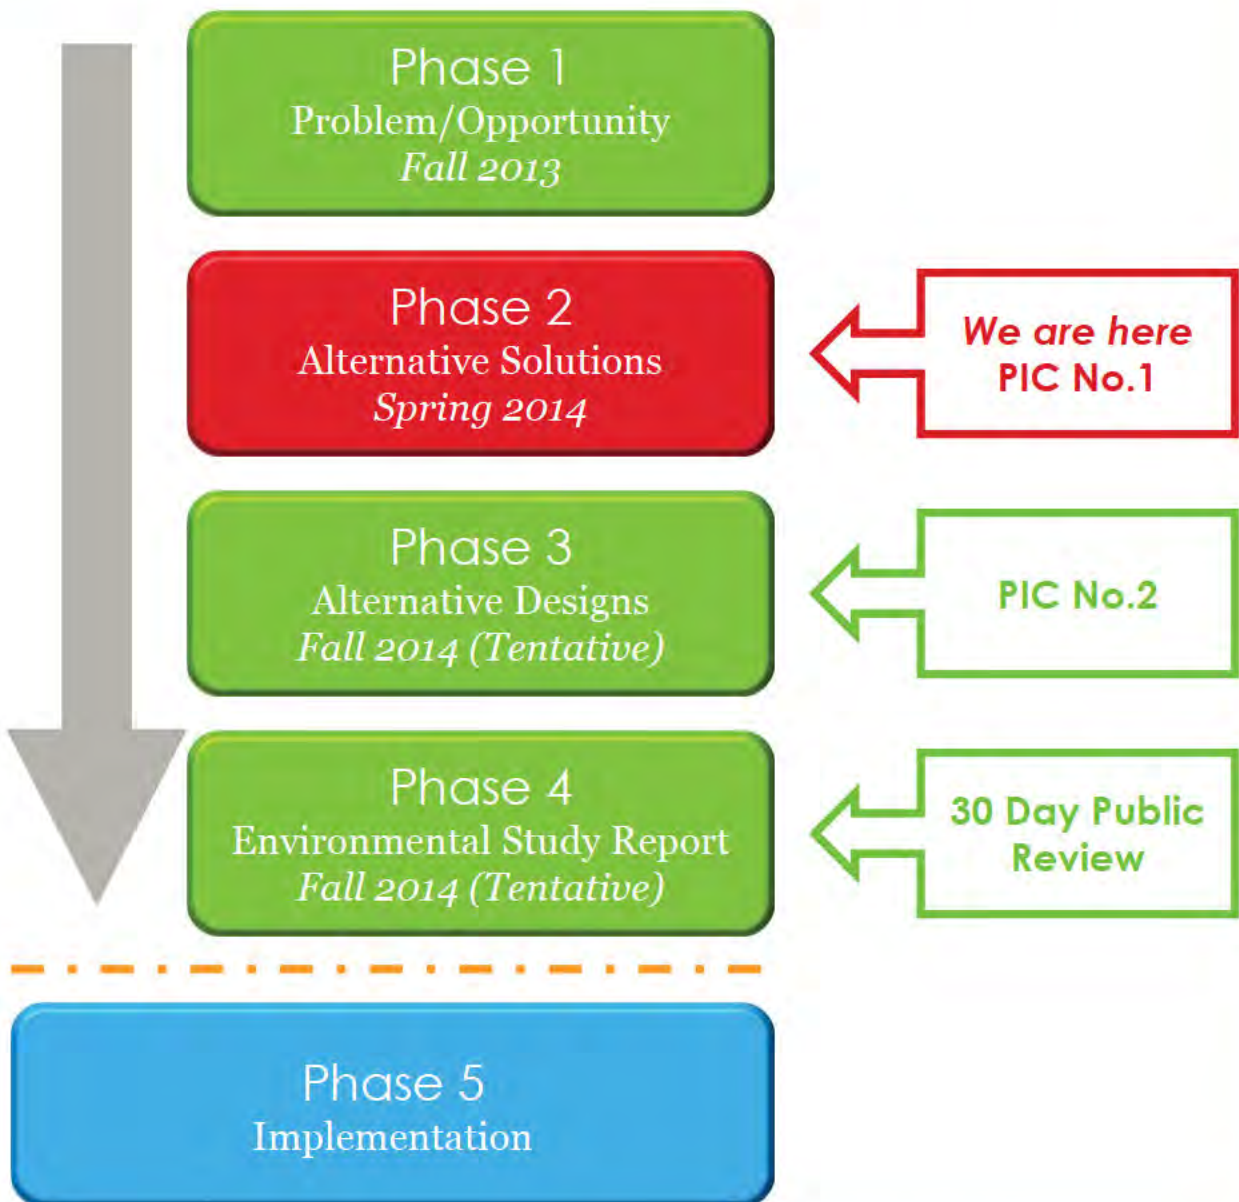 Phase 1
Problem/Opportunity
Fall 2013
Phase 2
Alternative Solutions
Spring 2014
We are here
PIC No.1
Phase 3
Alternative Designs
Fall 2014 (Tentative)
PIC No.2
Phase 4
Environmental Study Report
Fall 2014 (Tentative)
30 Day Public
Review
Phase 5
Implementation